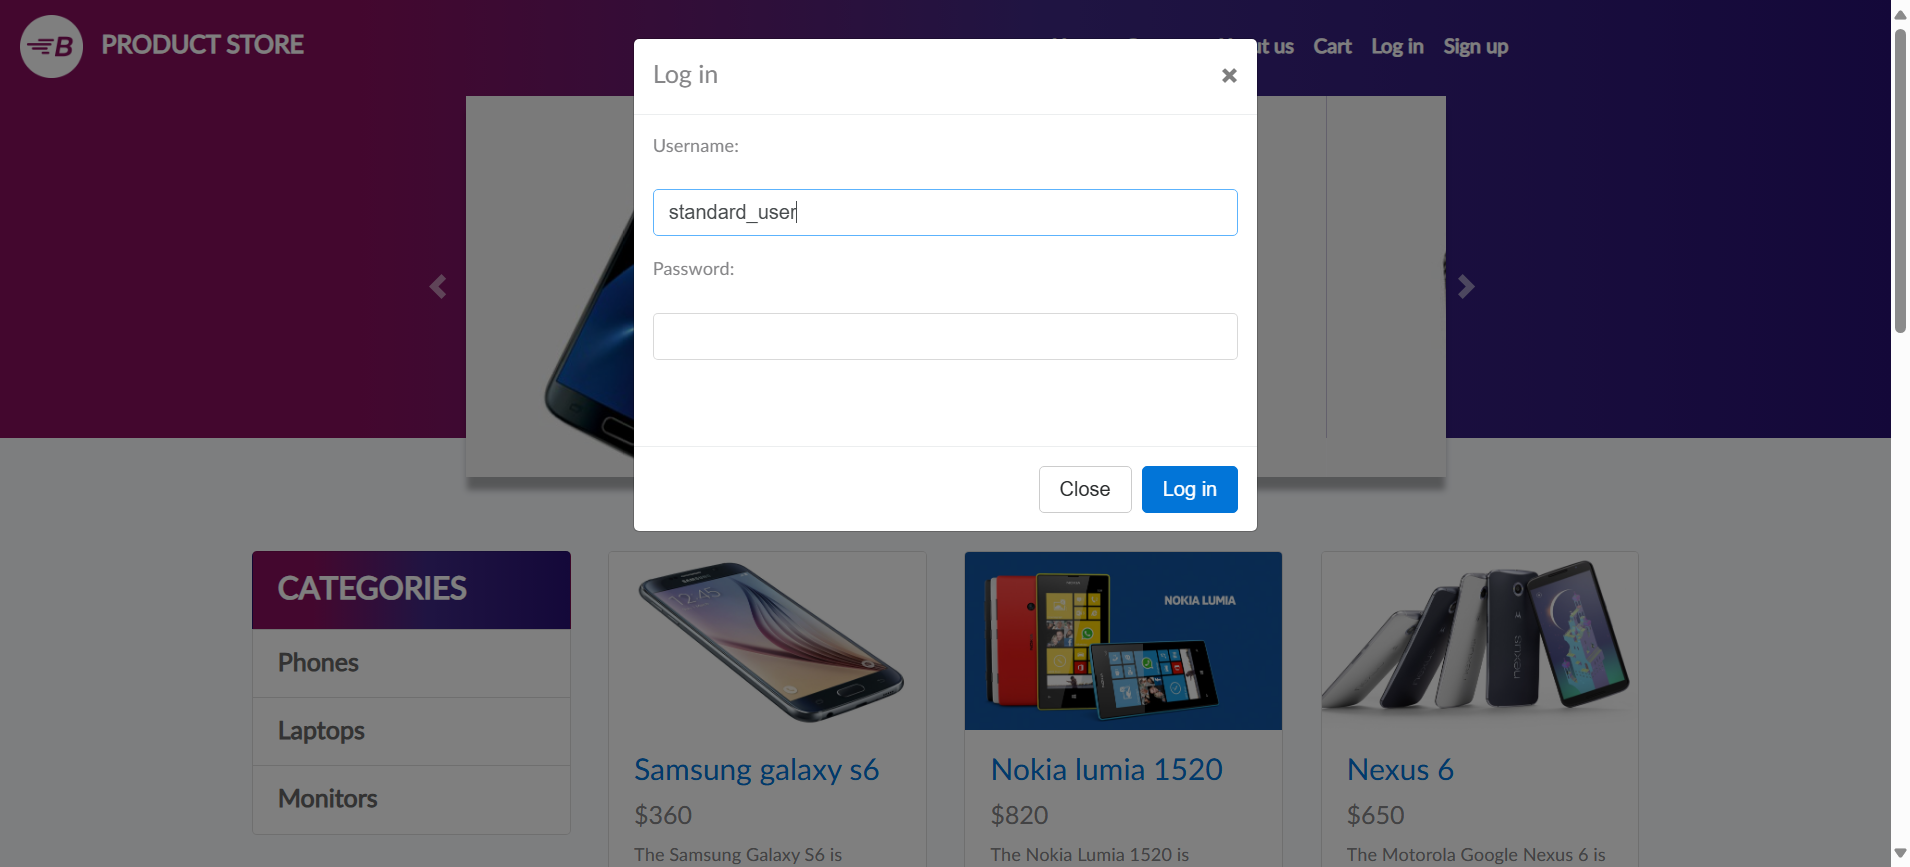 PRODUCT STORE
ut us Cart Log in Sign up
Log in
Username:
standard_user
Password:
Close Log in
CATEGORIES
Phones
Laptops
Monitors
12:45
NOKIA LUMIA
Samsung galaxy s6
$360
The Samsung Galaxy S6 is
Nokia lumia 1520
$820
The Nokia Lumia 1520 is
Nexus 6
$650
The Motorola Google Nexus 6 is